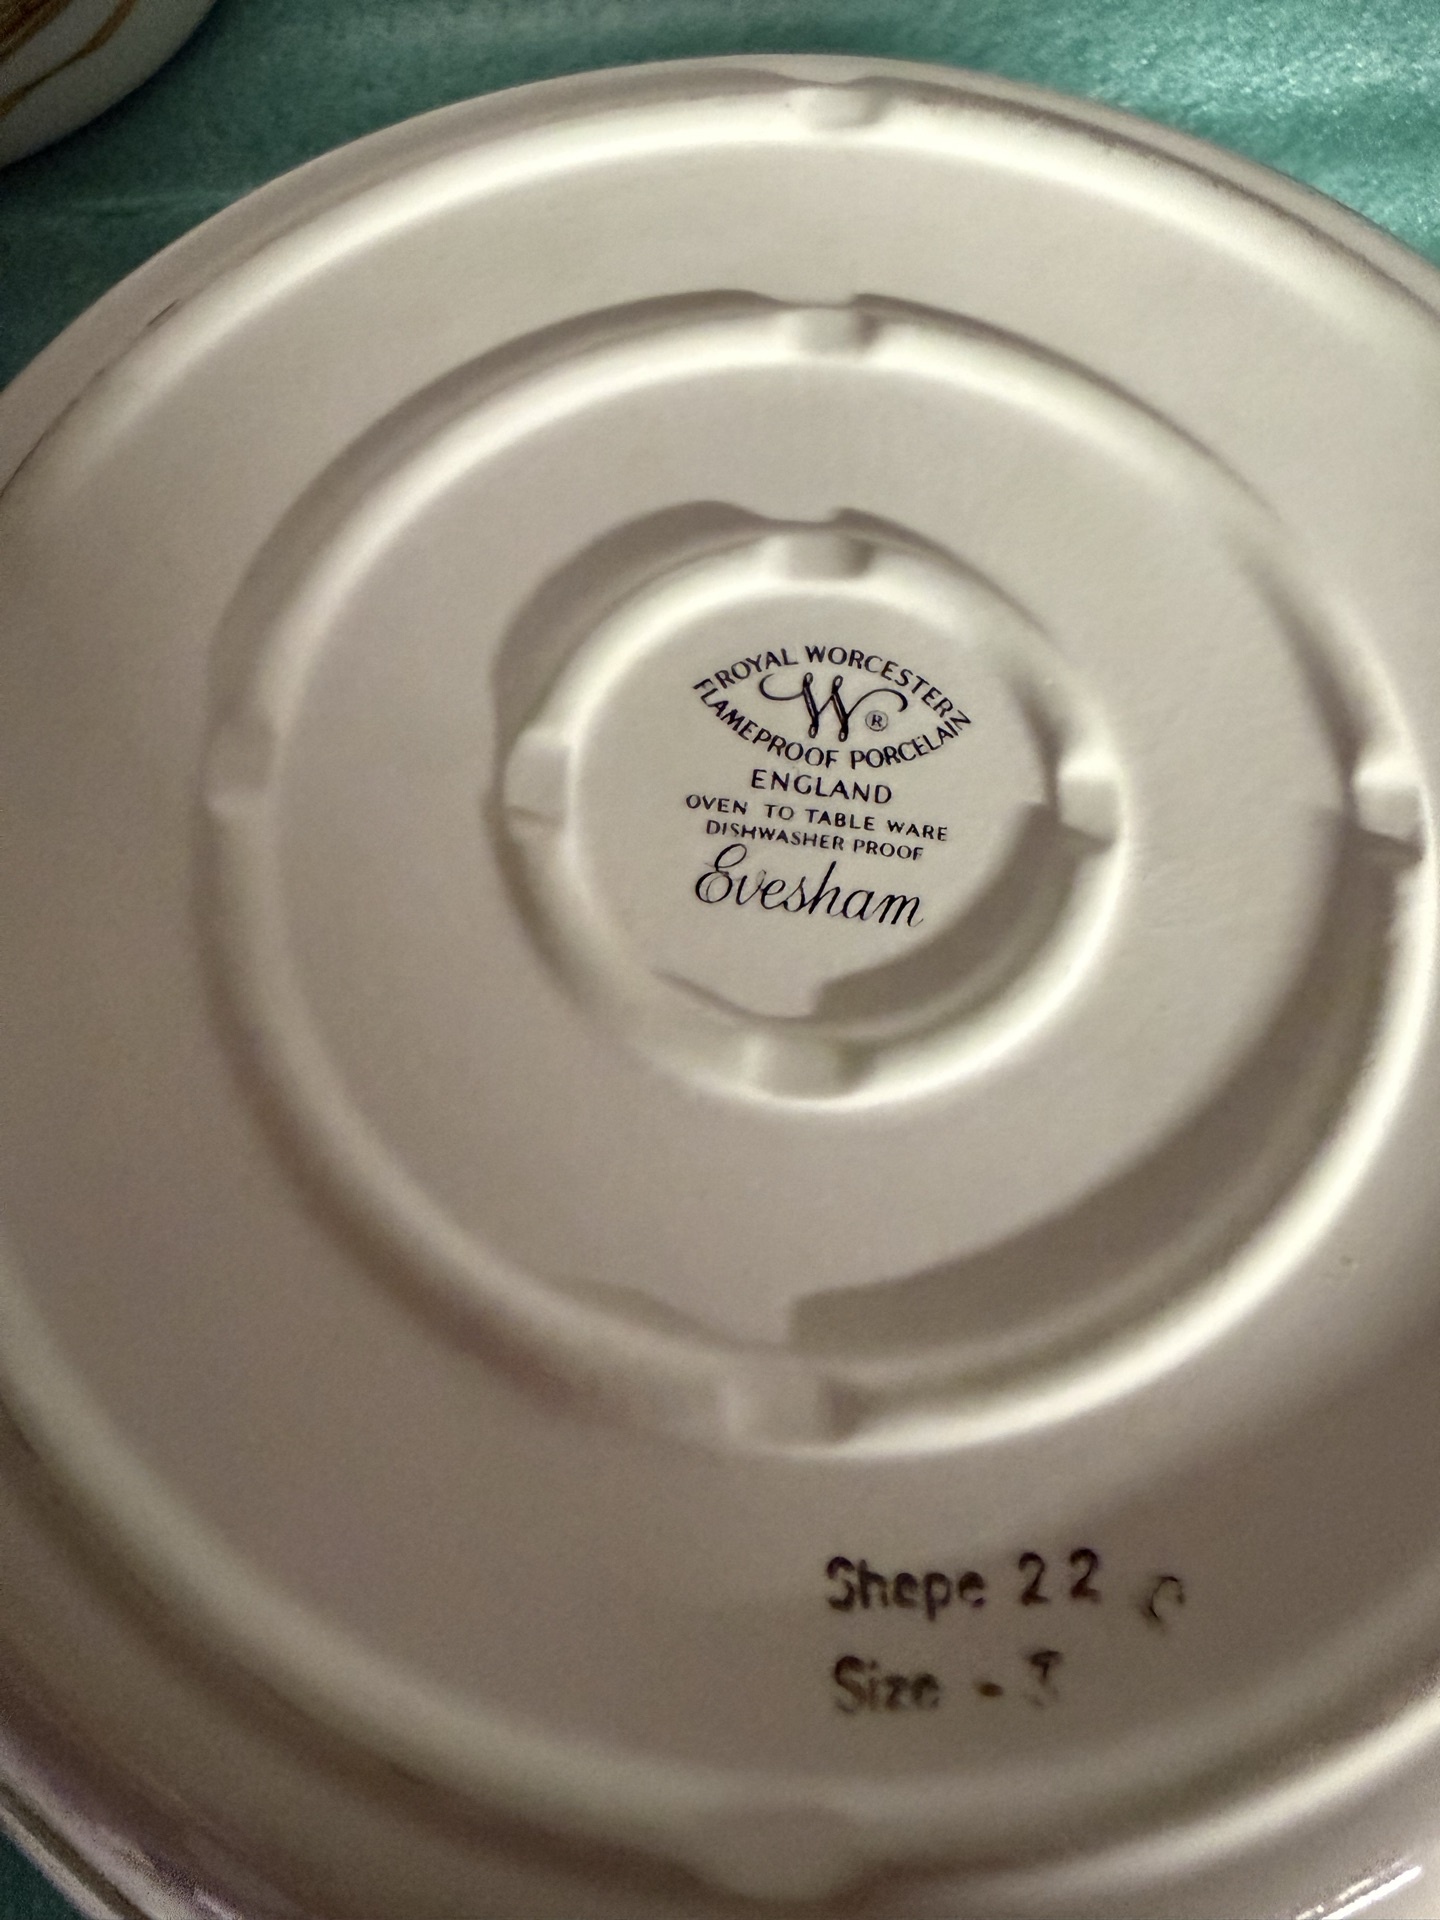 ROYAL WORCESTER
W ®
FLAMEPROOF PORCELAIN
ENGLAND
OVEN TO TABLE WARE
DISHWASHER PROOF
Evesham
Shape 22
Size -